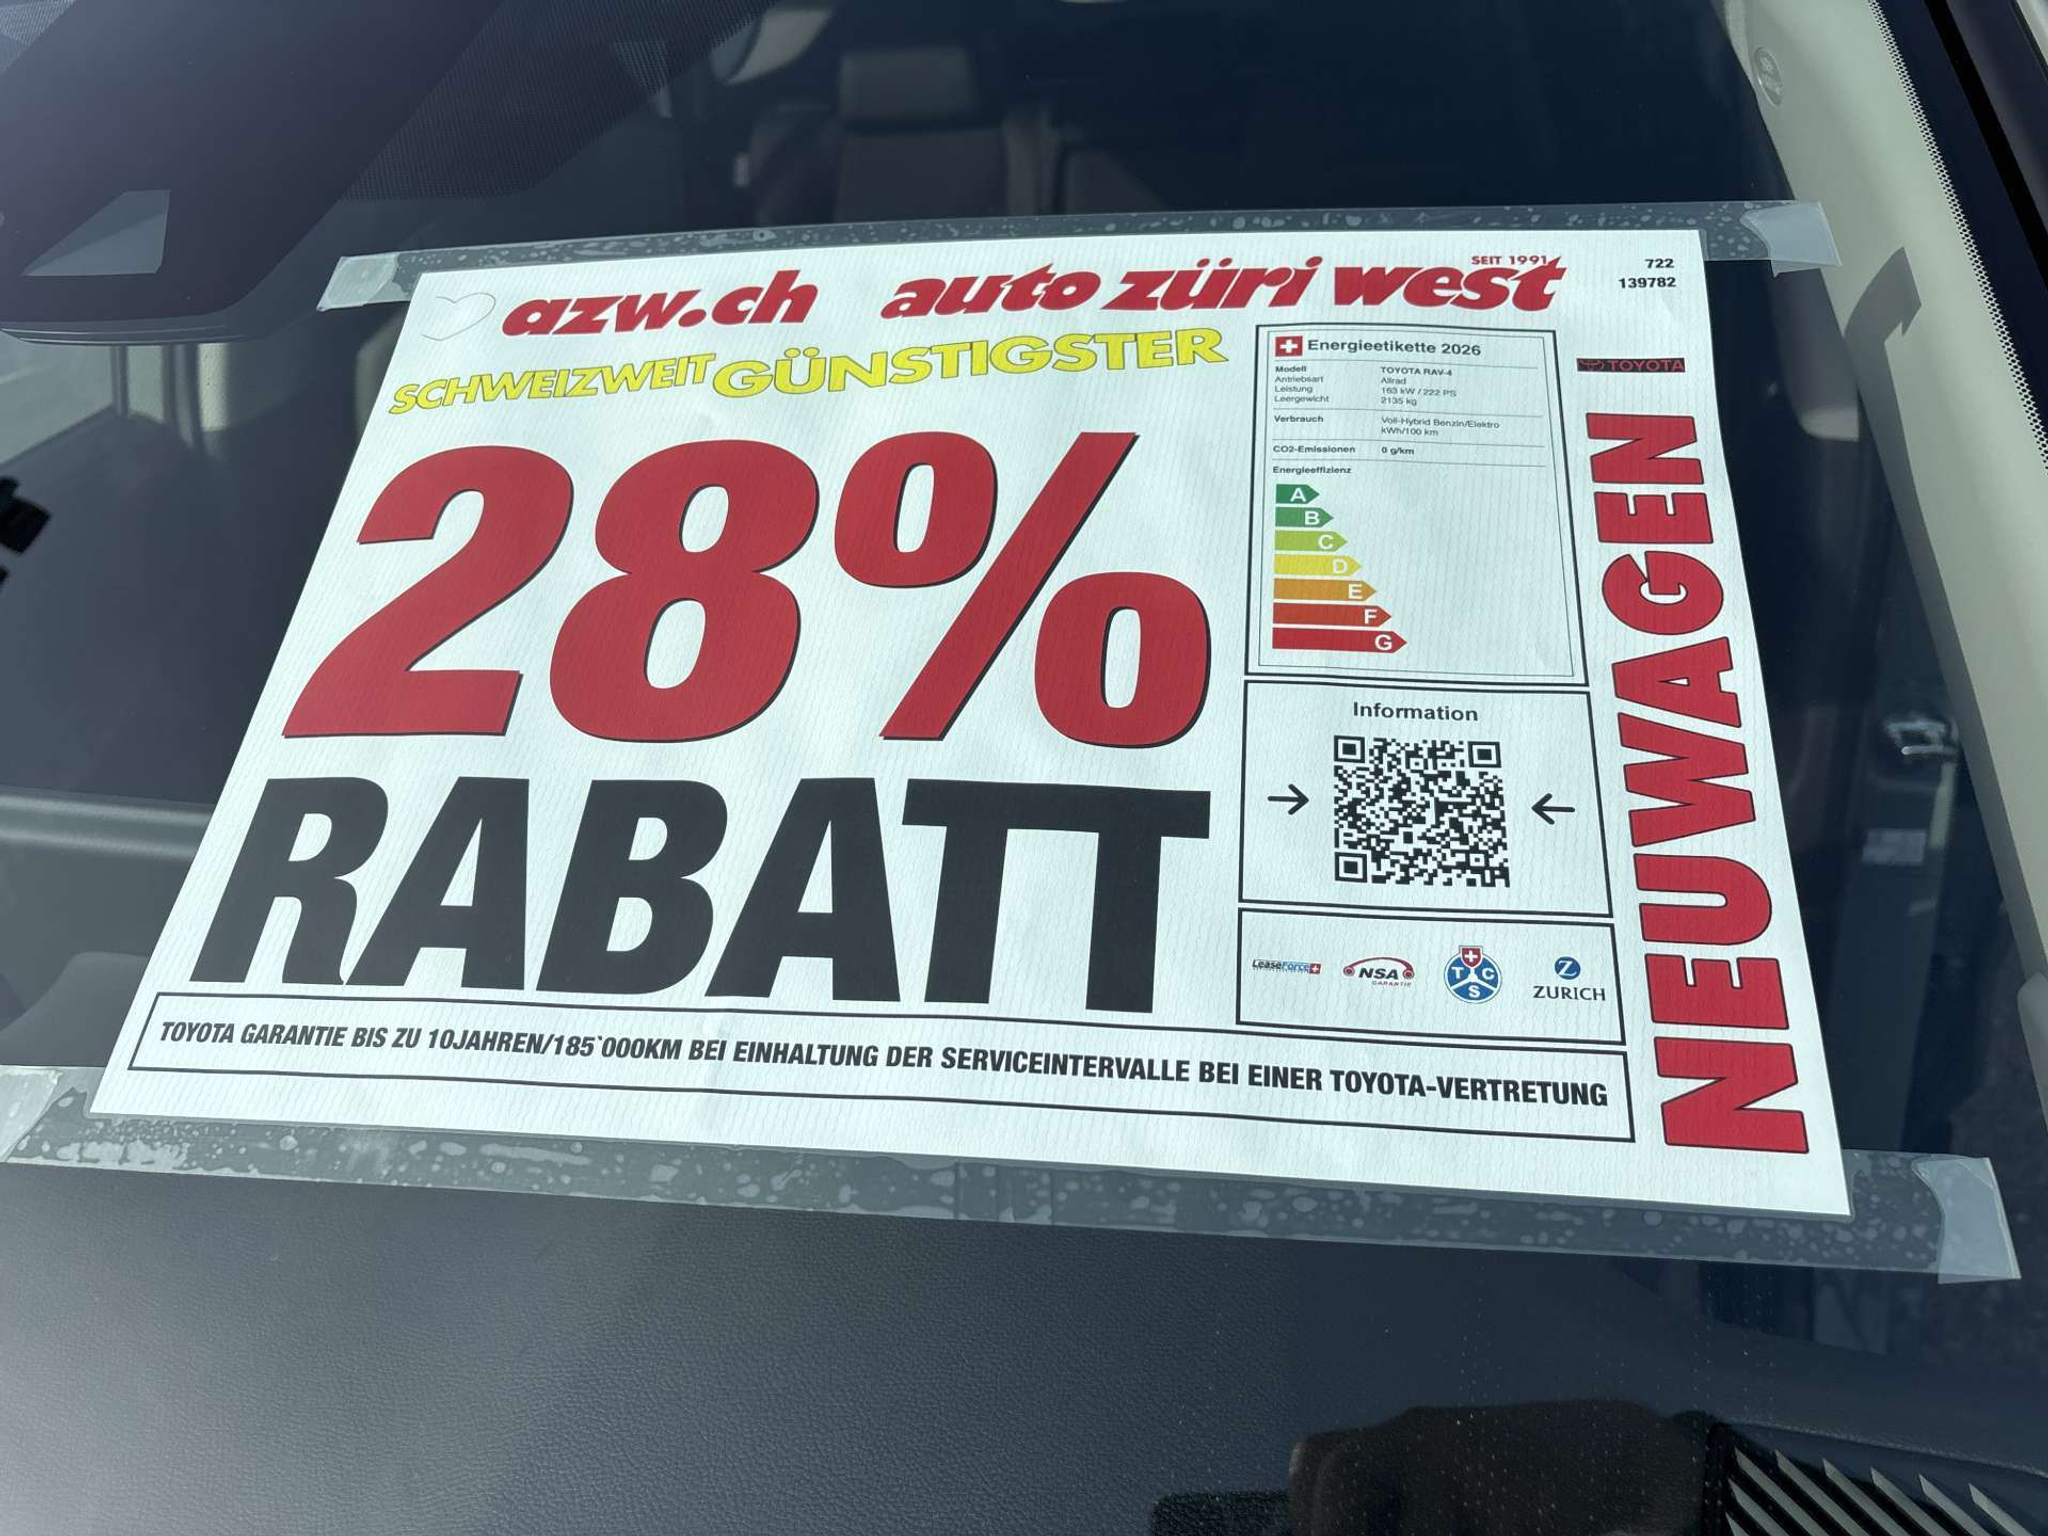 azw.ch auto züri west
SEIT 1991
722
139782
SCHWEIZWEIT GÜNSTIGSTER
28%
RABATT
Energieetikette 2026
Modell TOYOTA RAV-4
Antriebsart Allrad
Leistung 163 kW / 222 PS
Leergewicht 2135 kg
Verbrauch Voll-Hybrid Benzin/Elektro
kWh/100 km
CO2-Emissionen 0 g/km
Energieeffizienz
A
B
C
D
E
F
G
TOYOTA
NEUWAGEN
Information
LeaseForce
NSA
GARANTIE
TCS
Z
ZURICH
TOYOTA GARANTIE BIS ZU 10JAHREN/185`000KM BEI EINHALTUNG DER SERVICEINTERVALLE BEI EINER TOYOTA-VERTRETUNG